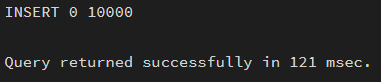 INSERT 0 10000
Query returned successfully in 121 msec.